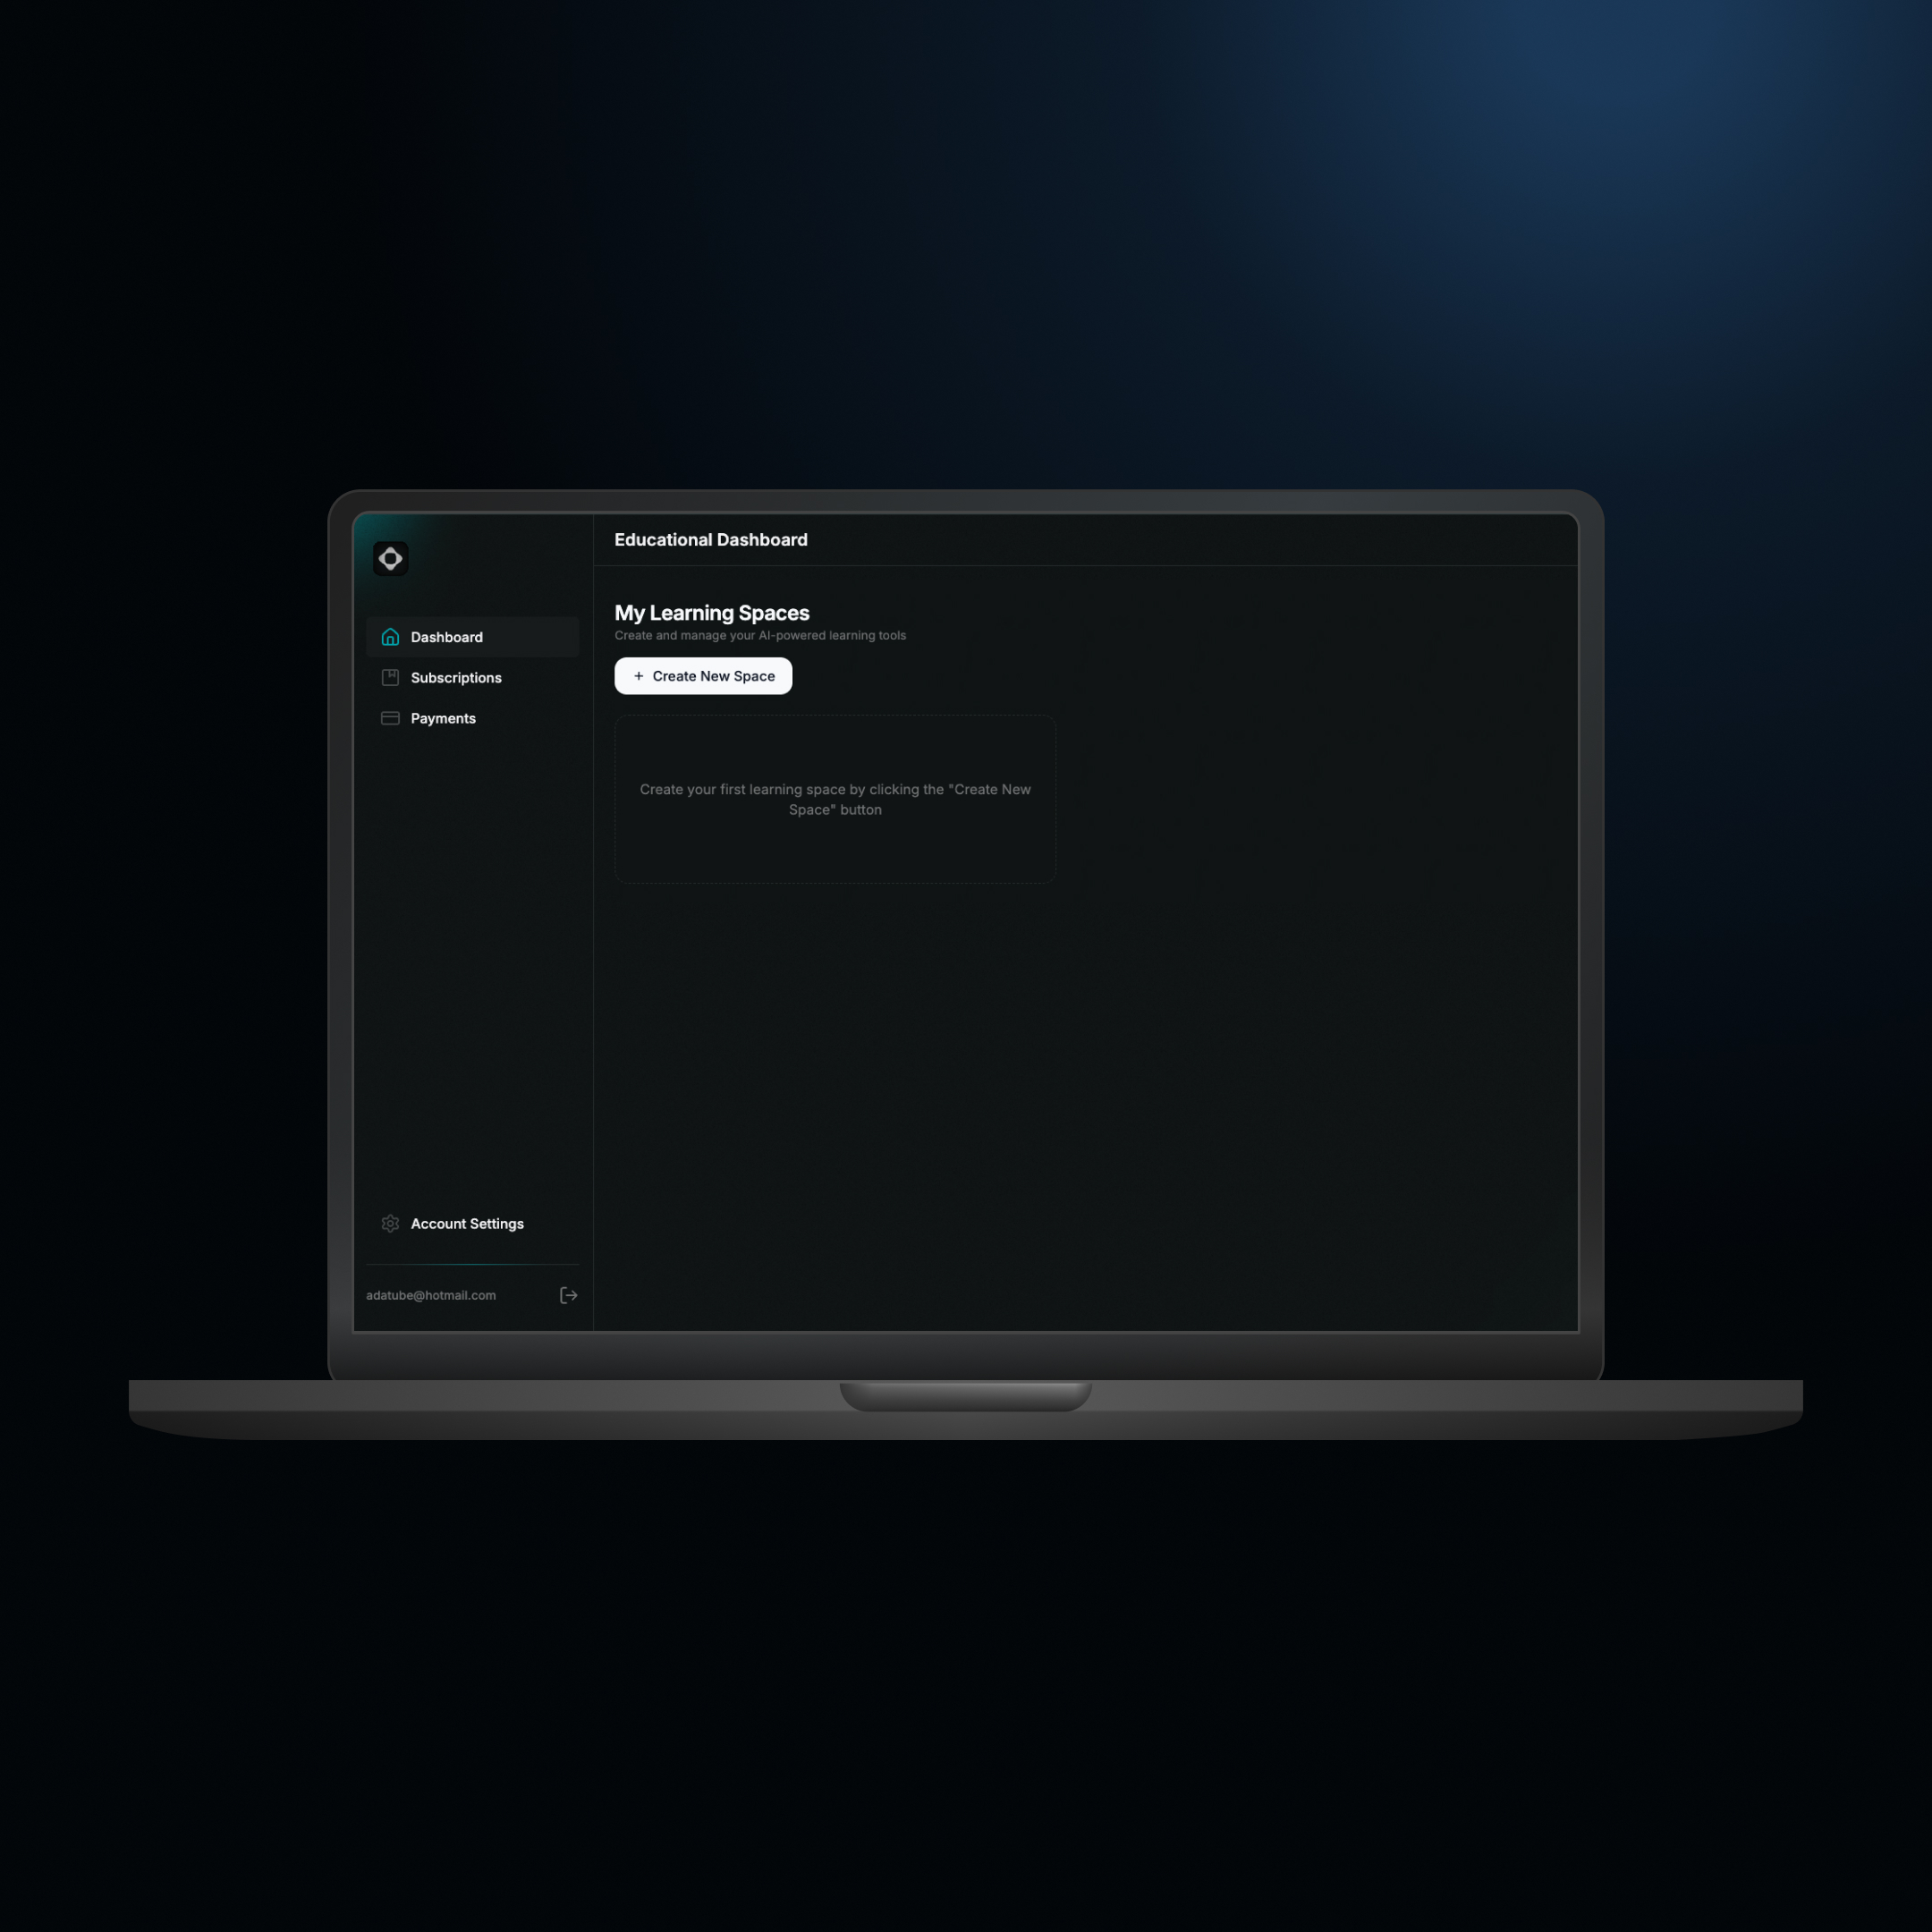 Educational Dashboard
Dashboard
Subscriptions
Payments
Account Settings
adatube@hotmail.com
My Learning Spaces
Create and manage your AI-powered learning tools
+ Create New Space
Create your first learning space by clicking the "Create New
Space" button